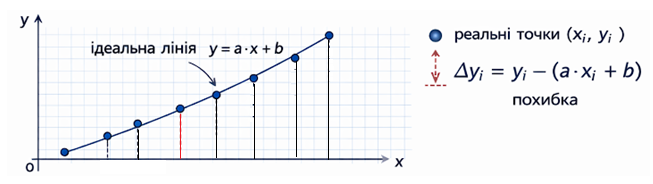 y
ідеальна лінія y = a · x + b
o
x
реальні точки (xᵢ, yᵢ )
Δyᵢ = yᵢ − (a · xᵢ + b)
похибка